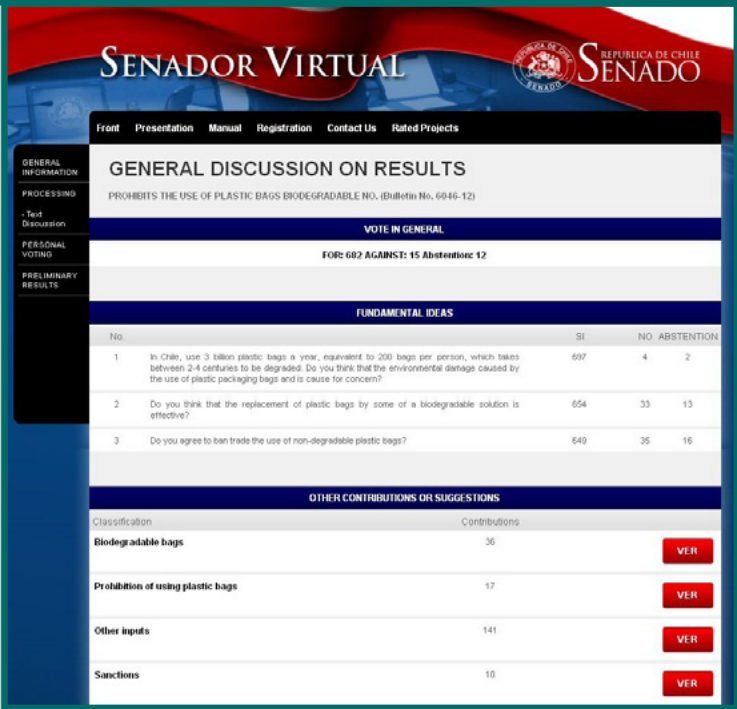 SENADOR VIRTUAL
REPUBLICA DE CHILE
SENADO
REPUBLICA DE CHILE
SENADO
Front Presentation Manual Registration Contact Us Rated Projects
GENERAL
INFORMATION
PROCESSING
- Text
Discussion
PERSONAL
VOTING
PRELIMINARY
RESULTS
GENERAL DISCUSSION ON RESULTS
PROHIBITS THE USE OF PLASTIC BAGS BIODEGRADABLE NO. (Bulletin No. 6046-12)
VOTE IN GENERAL
FOR: 682 AGAINST: 15 Abstention: 12
FUNDAMENTAL IDEAS
No. SI NO ABSTENTION
1 In Chile, use 3 billion plastic bags a year, equivalent to 200 bags per person, which takes 697 4 2
between 2-4 centuries to be degraded. Do you think that the environmental damage caused by
the use of plastic packaging bags and is cause for concern?
2 Do you think that the replacement of plastic bags by some of a biodegradable solution is 654 33 13
effective?
3 Do you agree to ban trade the use of non-degradable plastic bags? 649 35 16
OTHER CONTRIBUTIONS OR SUGGESTIONS
Classification Contributions
Biodegradable bags 36 VER
Prohibition of using plastic bags 17 VER
Other inputs 141 VER
Sanctions 10 VER